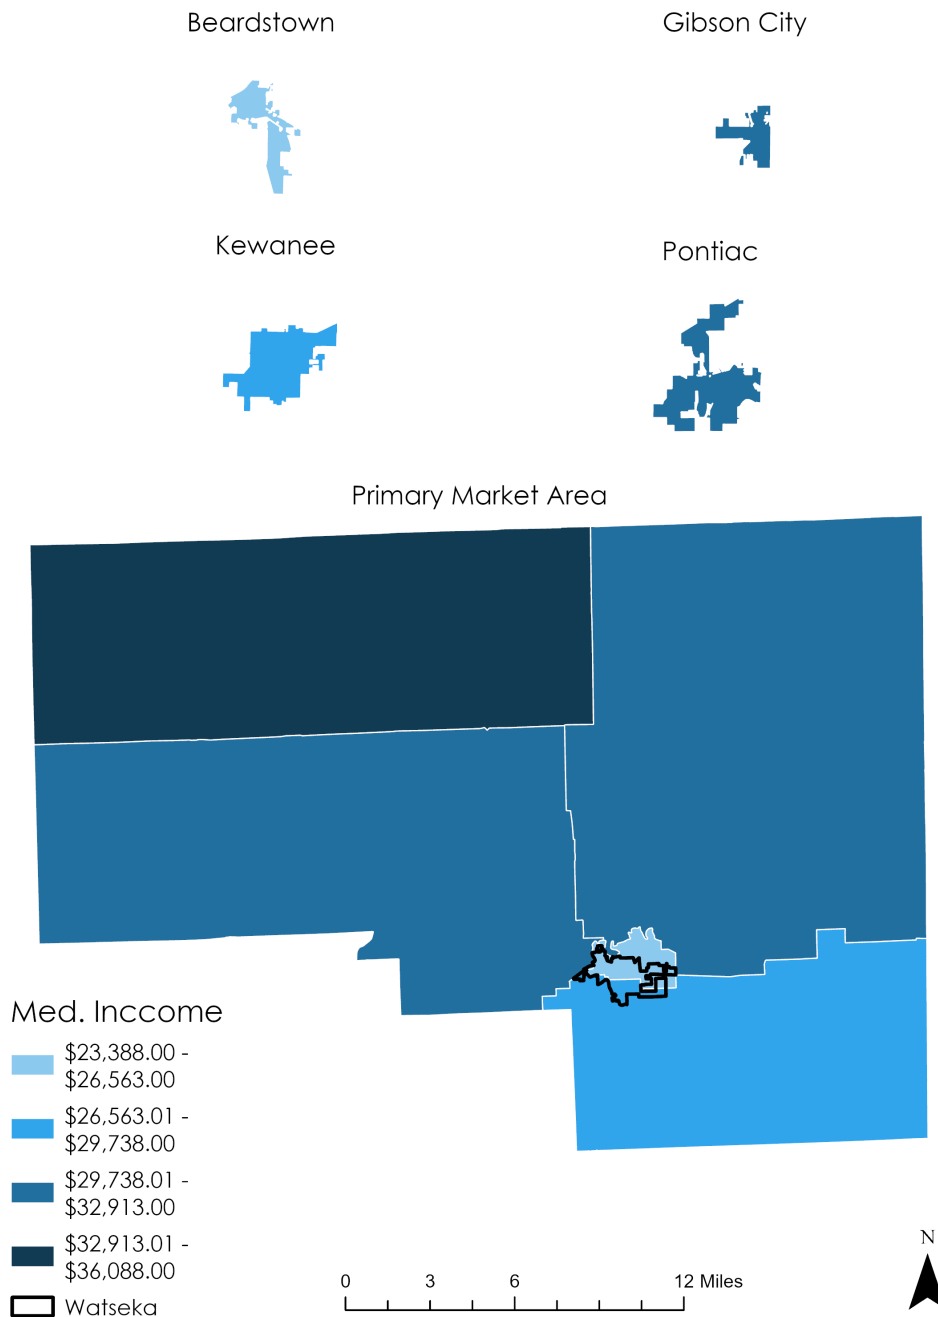 Beardstown
Gibson City
Kewanee
Pontiac
Primary Market Area
Med. Inccome
$23,388.00 -
$26,563.00
$26,563.01 -
$29,738.00
$29,738.01 -
$32,913.00
$32,913.01 -
$36,088.00
Watseka
0 3 6 12 Miles
N